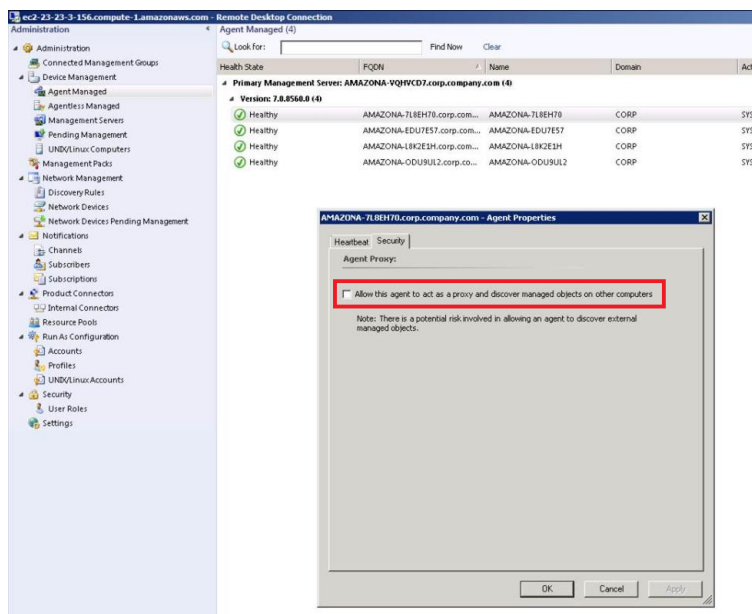 ec2-23-23-3-156.compute-1.amazonaws.com - Remote Desktop Connection
Administration
Administration
Connected Management Groups
Device Management
Agent Managed
Agentless Managed
Management Servers
Pending Management
UNIX/Linux Computers
Management Packs
Network Management
Discovery Rules
Network Devices
Network Devices Pending Management
Notifications
Channels
Subscribers
Subscriptions
Product Connectors
Internal Connectors
Resource Pools
Run As Configuration
Accounts
Profiles
UNIX/Linux Accounts
Security
User Roles
Settings
Agent Managed (4)
Look for: Find Now Clear
Health State FQDN Name Domain Act
Primary Management Server: AMAZONA-VQHVCD7.corp.company.com (4)
Version: 7.0.8560.0 (4)
Healthy AMAZONA-7L8EH70.corp.com... AMAZONA-7L8EH70 CORP SYS
Healthy AMAZONA-EDU7E57.corp.com... AMAZONA-EDU7E57 CORP SYS
Healthy AMAZONA-L8K2E1H.corp.com... AMAZONA-L8K2E1H CORP SYS
Healthy AMAZONA-ODU9UL2.corp.co... AMAZONA-ODU9UL2 CORP SYS
AMAZONA-7L8EH70.corp.company.com - Agent Properties
Heartbeat Security
Agent Proxy:
Allow this agent to act as a proxy and discover managed objects on other computers
Note: There is a potential risk involved in allowing an agent to discover external
managed objects.
OK Cancel Apply